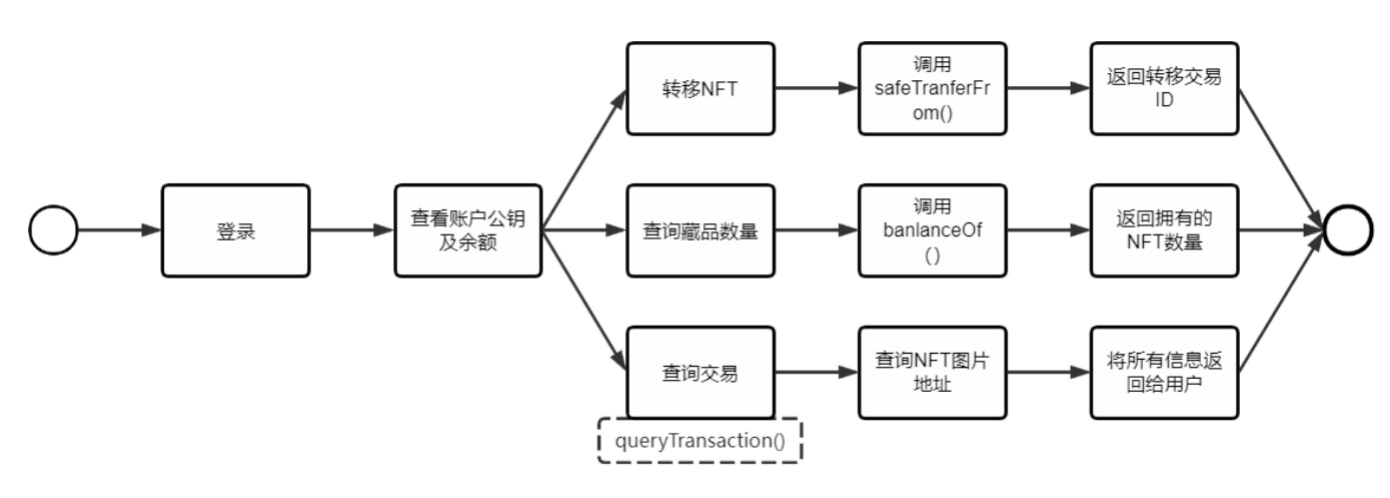 登录
查看账户公钥
及余额
转移NFT
调用
safeTranferFr
om()
返回转移交易
ID
查询藏品数量
调用
banlanceOf
()
返回拥有的
NFT数量
查询交易
queryTransaction()
查询NFT图片
地址
将所有信息返
回给用户